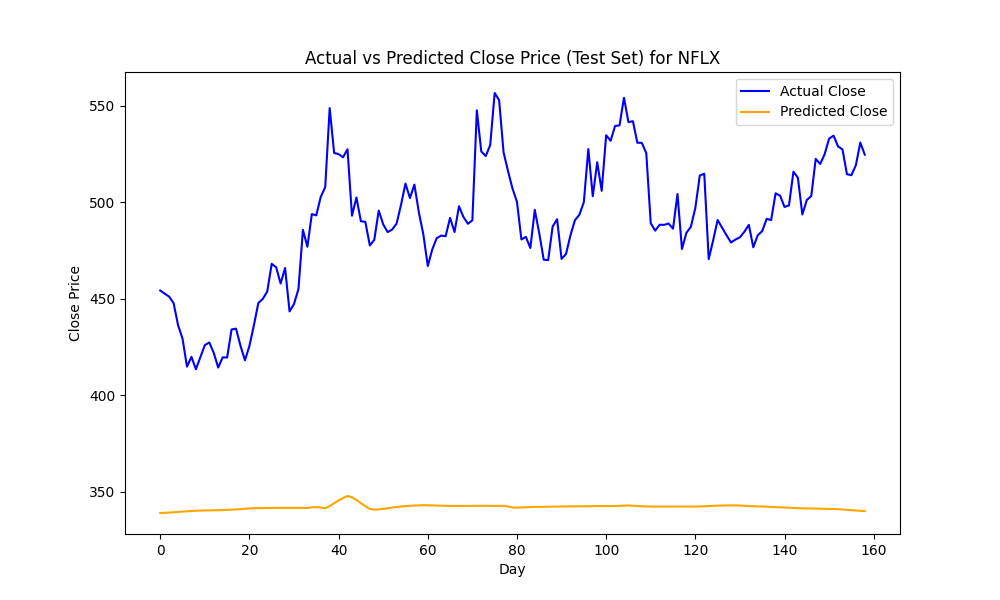 Actual vs Predicted Close Price (Test Set) for NFLX
Actual Close
Predicted Close
550
500
450
400
350
Close Price
0 20 40 60 80 100 120 140 160
Day